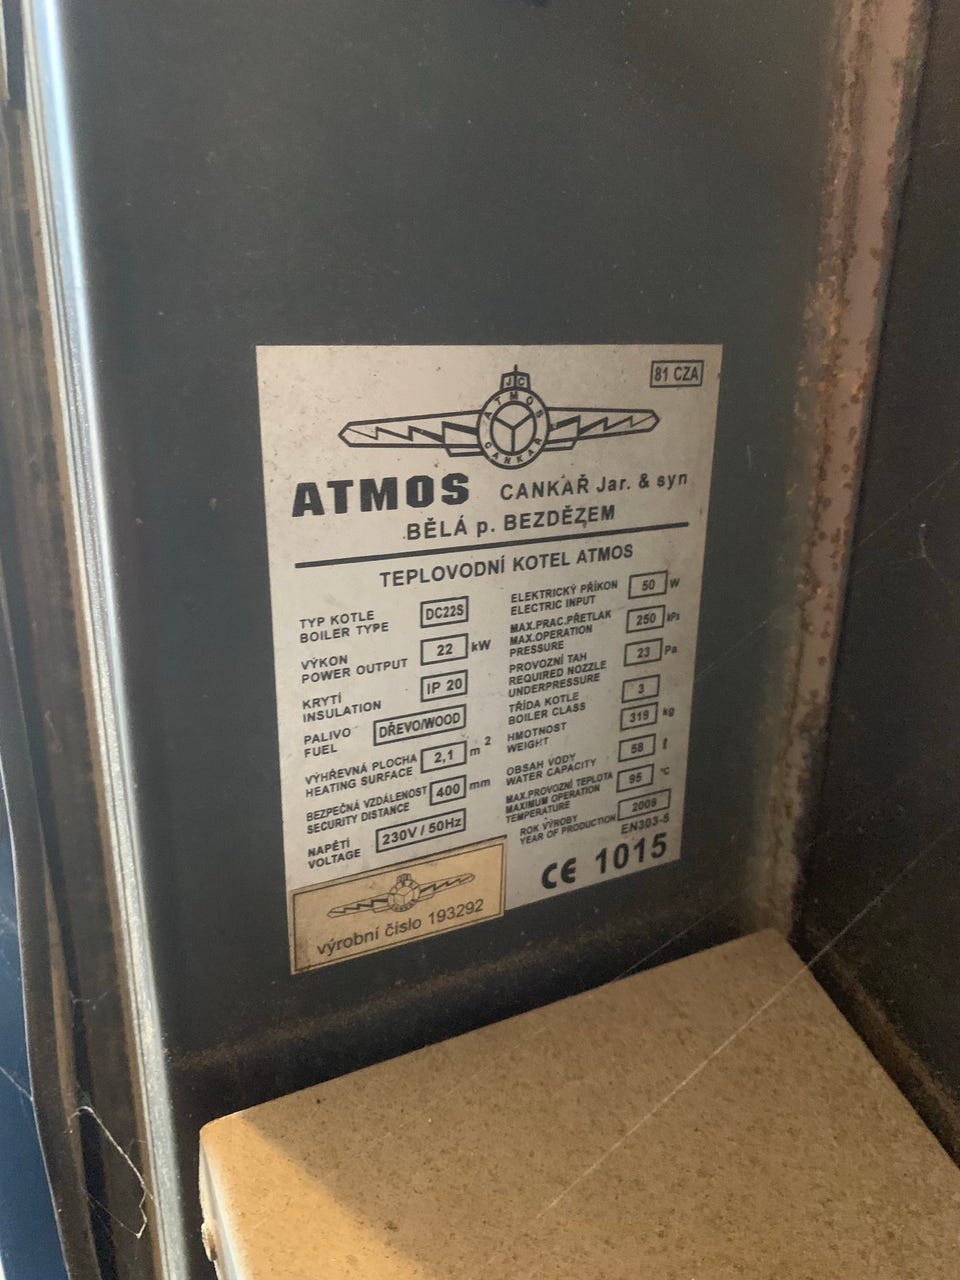 81 CZA
JC
ATMOS
CANKAŘ
ATMOS CANKAŘ Jar. & syn
BĚLÁ p. BEZDĚZEM
TEPLOVODNÍ KOTEL ATMOS
TYP KOTLE
BOILER TYPE
DC22S
VÝKON
POWER OUTPUT
22 kW
KRYTÍ
INSULATION
IP 20
PALIVO
FUEL
DŘEVO/WOOD
VÝHŘEVNÁ PLOCHA
HEATING SURFACE
2,1 m 2
BEZPEČNÁ VZDÁLENOST
SECURITY DISTANCE
400 mm
NAPĚTÍ
VOLTAGE
230V / 50Hz
ELEKTRICKÝ PŘÍKON
ELECTRIC INPUT
50 W
MAX.PRAC.PŘETLAK
MAX.OPERATION
PRESSURE
250 kPa
PROVOZNÍ TAH
REQUIRED NOZZLE
UNDERPRESSURE
23 Pa
TŘÍDA KOTLE
BOILER CLASS
3
HMOTNOST
WEIGHT
319 kg
OBSAH VODY
WATER CAPACITY
58 ℓ
MAX.PROVOZNÍ TEPLOTA
MAXIMUM OPERATION
TEMPERATURE
95 °C
ROK VÝROBY
YEAR OF PRODUCTION
2009
EN303-5
CE 1015
výrobní číslo 193292